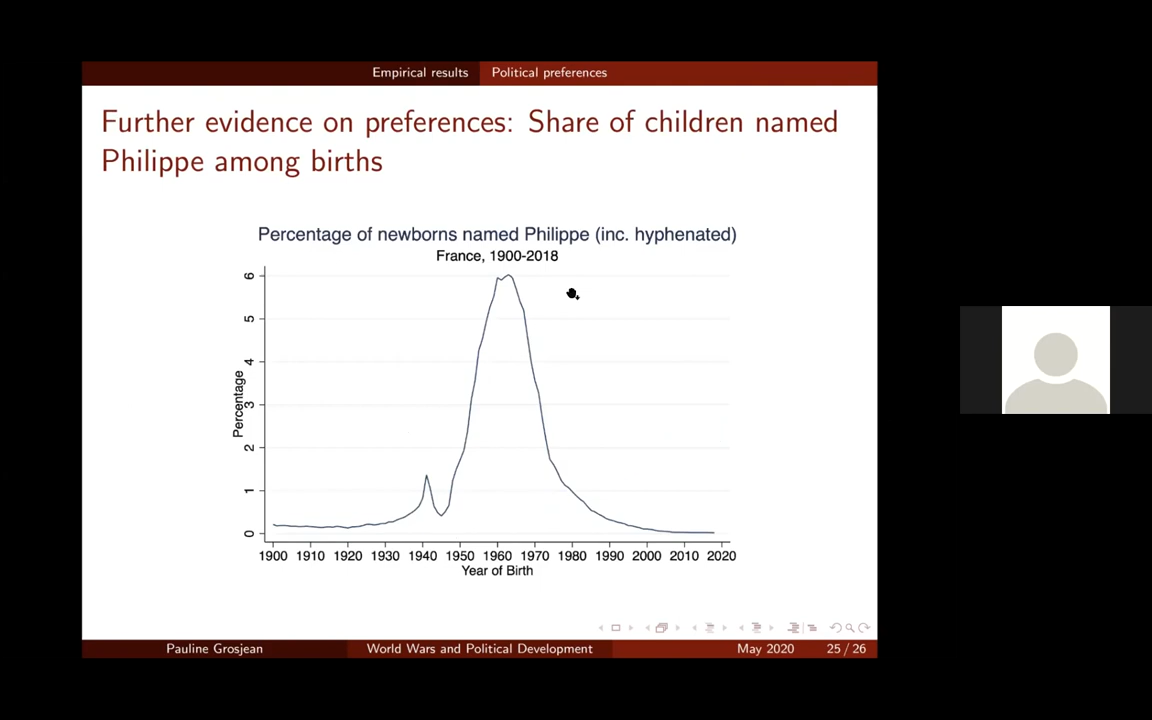 Empirical results Political preferences
Further evidence on preferences: Share of children named
Philippe among births
Percentage of newborns named Philippe (inc. hyphenated)
France, 1900-2018
Percentage
6
5
4
3
2
1
0
1900 1910 1920 1930 1940 1950 1960 1970 1980 1990 2000 2010 2020
Year of Birth
Pauline Grosjean World Wars and Political Development May 2020 25 / 26